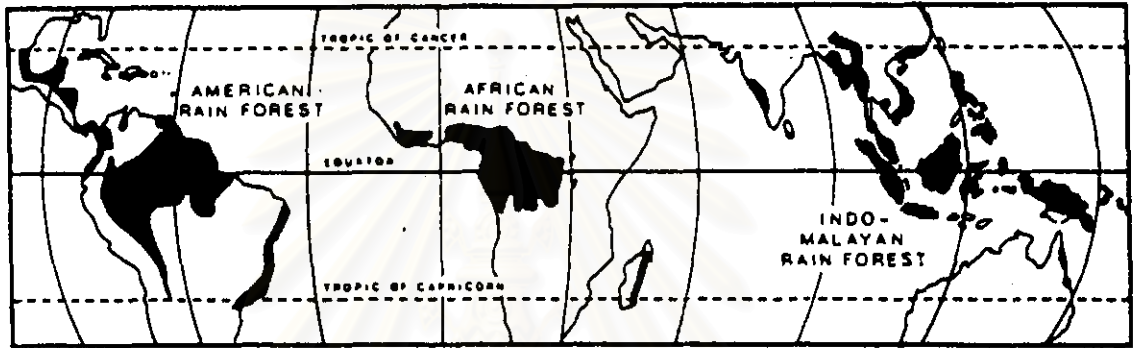 TROPIC OF CANCER
AMERICAN
RAIN FOREST
AFRICAN
RAIN FOREST
EQUATOR
INDO-
MALAYAN
RAIN FOREST
TROPIC OF CAPRICORN